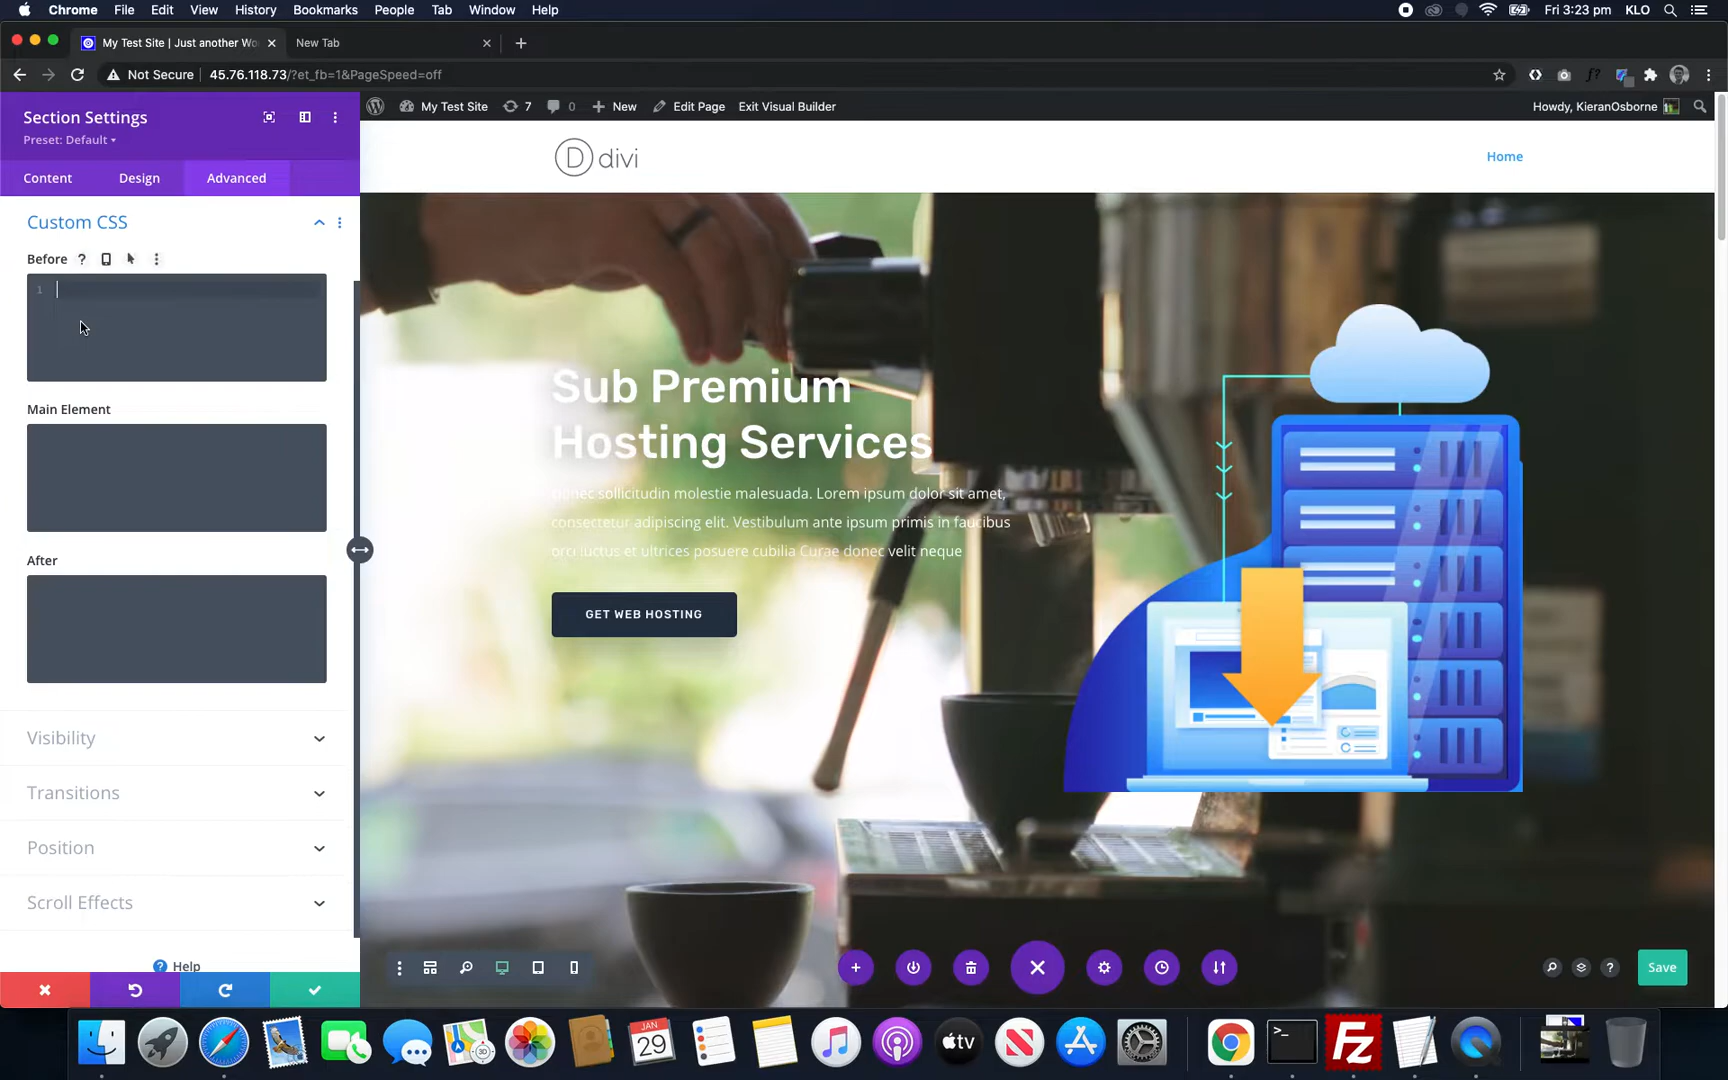 Chrome File Edit View History Bookmarks People Tab Window Help
Fri 3:23 pm KLO
My Test Site | Just another Wo
New Tab
Not Secure
45.76.118.73/?et_fb=1&PageSpeed=off
Section Settings
Preset: Default
Content
Design
Advanced
My Test Site
7
0
New
Edit Page
Exit Visual Builder
Howdy, KieranOsborne
D divi
Home
Custom CSS
Before
1
Main Element
After
Visibility
Transitions
Position
Scroll Effects
Help
Sub Premium
Hosting Services
Donec sollicitudin molestie malesuada. Lorem ipsum dolor sit amet,
consectetur adipiscing elit. Vestibulum ante ipsum primis in faucibus
orci luctus et ultrices posuere cubilia Curae donec velit neque
GET WEB HOSTING
Save
JAN
29
tv
Fz